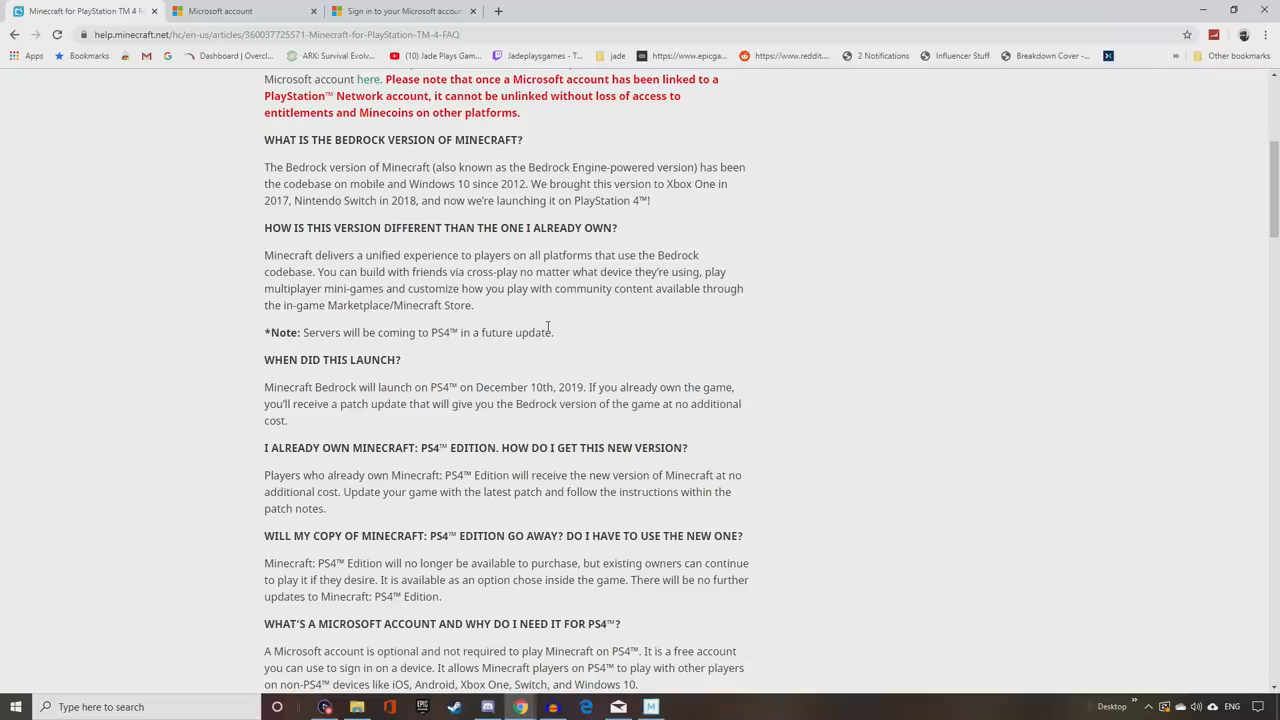 Minecraft for PlayStation TM 4 F
Microsoft account
Sign in to your Microsoft accou
help.minecraft.net/hc/en-us/articles/360037725571-Minecraft-for-PlayStation-TM-4-FAQ
Apps
Bookmarks
Dashboard | Overcl...
ARK: Survival Evolv...
(10) Jade Plays Gam...
Jadeplaysgames - T...
jade
https://www.epicga...
https://www.reddit...
2 Notifications
Influencer Stuff
Breakdown Cover -...
»
Other bookmarks
Microsoft account here. Please note that once a Microsoft account has been linked to a
PlayStation™ Network account, it cannot be unlinked without loss of access to
entitlements and Minecoins on other platforms.
WHAT IS THE BEDROCK VERSION OF MINECRAFT?
The Bedrock version of Minecraft (also known as the Bedrock Engine-powered version) has been
the codebase on mobile and Windows 10 since 2012. We brought this version to Xbox One in
2017, Nintendo Switch in 2018, and now we're launching it on PlayStation 4™!
HOW IS THIS VERSION DIFFERENT THAN THE ONE I ALREADY OWN?
Minecraft delivers a unified experience to players on all platforms that use the Bedrock
codebase. You can build with friends via cross-play no matter what device they're using, play
multiplayer mini-games and customize how you play with community content available through
the in-game Marketplace/Minecraft Store.
*Note: Servers will be coming to PS4™ in a future update.
WHEN DID THIS LAUNCH?
Minecraft Bedrock will launch on PS4™ on December 10th, 2019. If you already own the game,
you'll receive a patch update that will give you the Bedrock version of the game at no additional
cost.
I ALREADY OWN MINECRAFT: PS4™ EDITION. HOW DO I GET THIS NEW VERSION?
Players who already own Minecraft: PS4™ Edition will receive the new version of Minecraft at no
additional cost. Update your game with the latest patch and follow the instructions within the
patch notes.
WILL MY COPY OF MINECRAFT: PS4™ EDITION GO AWAY? DO I HAVE TO USE THE NEW ONE?
Minecraft: PS4™ Edition will no longer be available to purchase, but existing owners can continue
to play it if they desire. It is available as an option chose inside the game. There will be no further
updates to Minecraft: PS4™ Edition.
WHAT'S A MICROSOFT ACCOUNT AND WHY DO I NEED IT FOR PS4™?
A Microsoft account is optional and not required to play Minecraft on PS4™. It is a free account
you can use to sign in on a device. It allows Minecraft players on PS4™ to play with other players
on non-PS4™ devices like iOS, Android, Xbox One, Switch, and Windows 10.
Type here to search
EPIC
Desktop
»
ENG